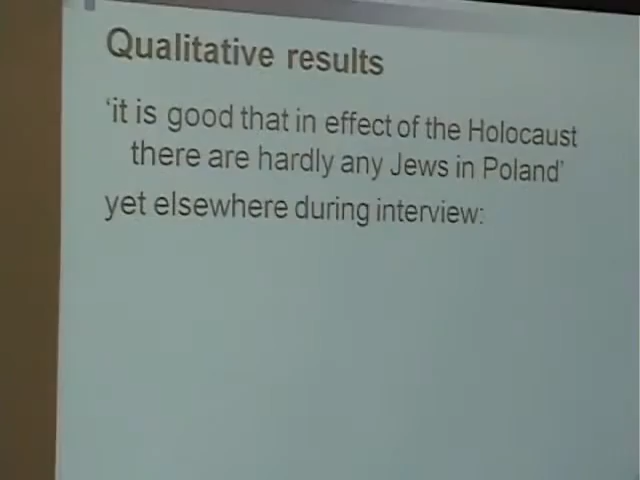 Qualitative results
‘it is good that in effect of the Holocaust
there are hardly any Jews in Poland’
yet elsewhere during interview: